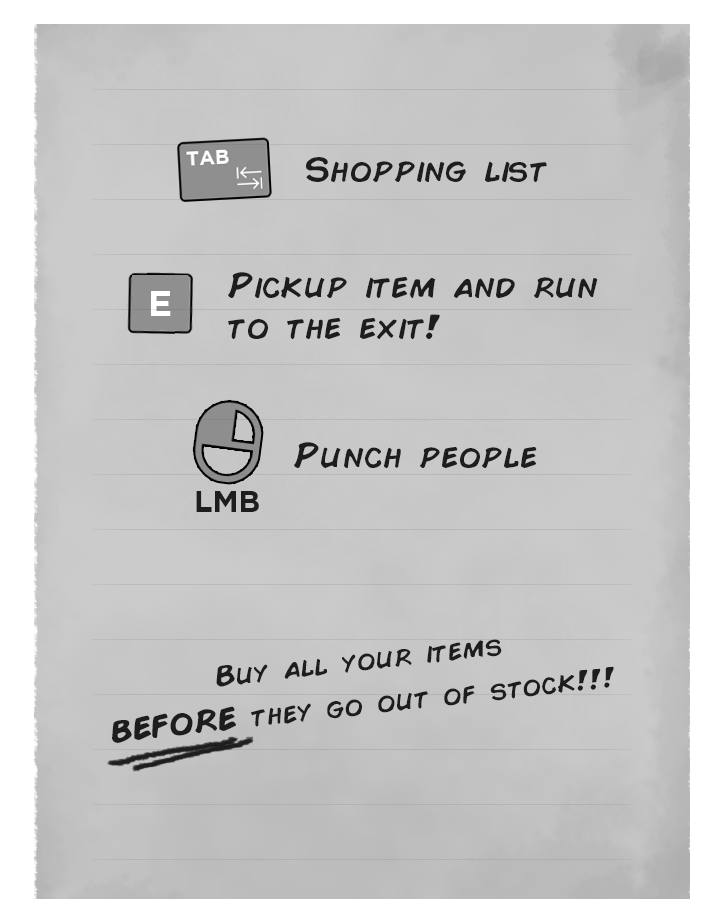 TAB
SHOPPING LIST
E
PICKUP ITEM AND RUN
TO THE EXIT!
PUNCH PEOPLE
LMB
BUY ALL YOUR ITEMS
BEFORE THEY GO OUT OF STOCK!!!